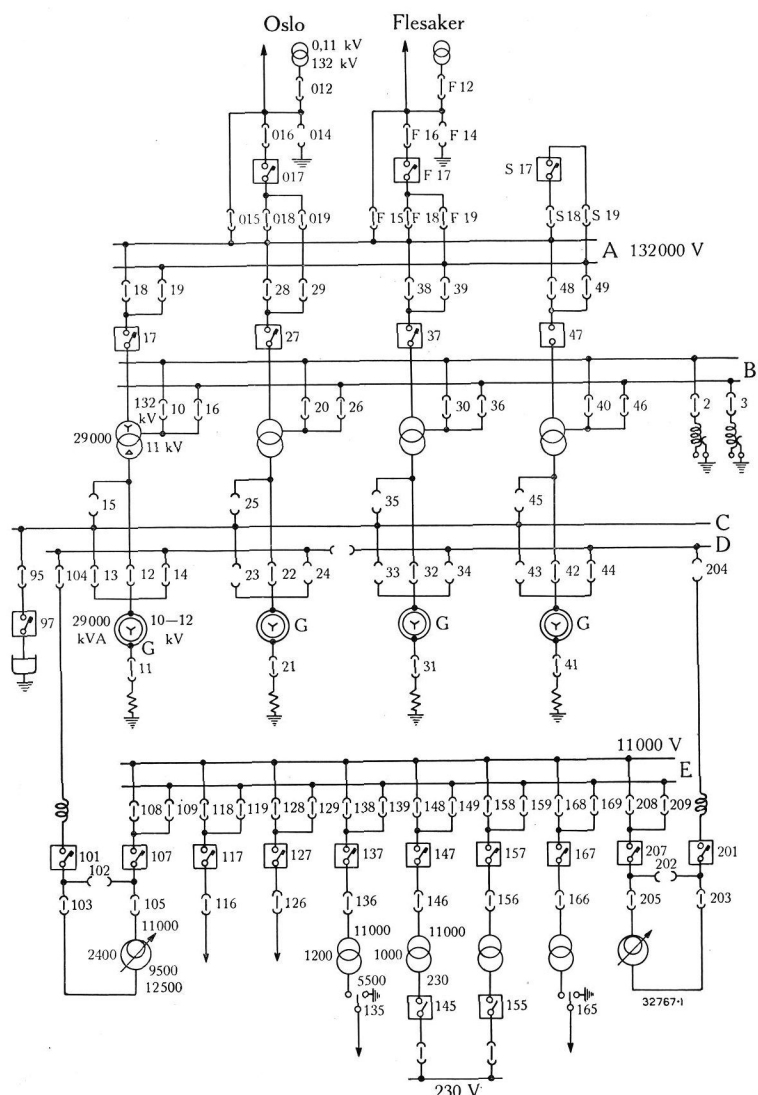 Oslo Flesaker
0,11 kV
132 kV
012 F 12
016 014 F 16 F 14
017 F 17 S 17
015 018 019 F 15 F 18 F 19 S 18 S 19
A 132000 V
18 19 28 29 38 39 48 49
17 27 37 47
B
132 kV 10 16 20 26 30 36 40 46 2 3
29000 11 kV
15 25 35 45
C
D
95 104 13 12 14 23 22 24 33 32 34 43 42 44 204
97 29000 kVA 10—12 kV G G G G
11 21 31 41
11000 V
E
108 109 118 119 128 129 138 139 148 149 158 159 168 169 208 209
101 107 117 127 137 147 157 167 207 201
102 202
103 105 116 126 136 146 156 166 205 203
11000 11000 11000
2400 1200 1000
9500 5500 230
12500 135 145 155 165 32767·1
230 V